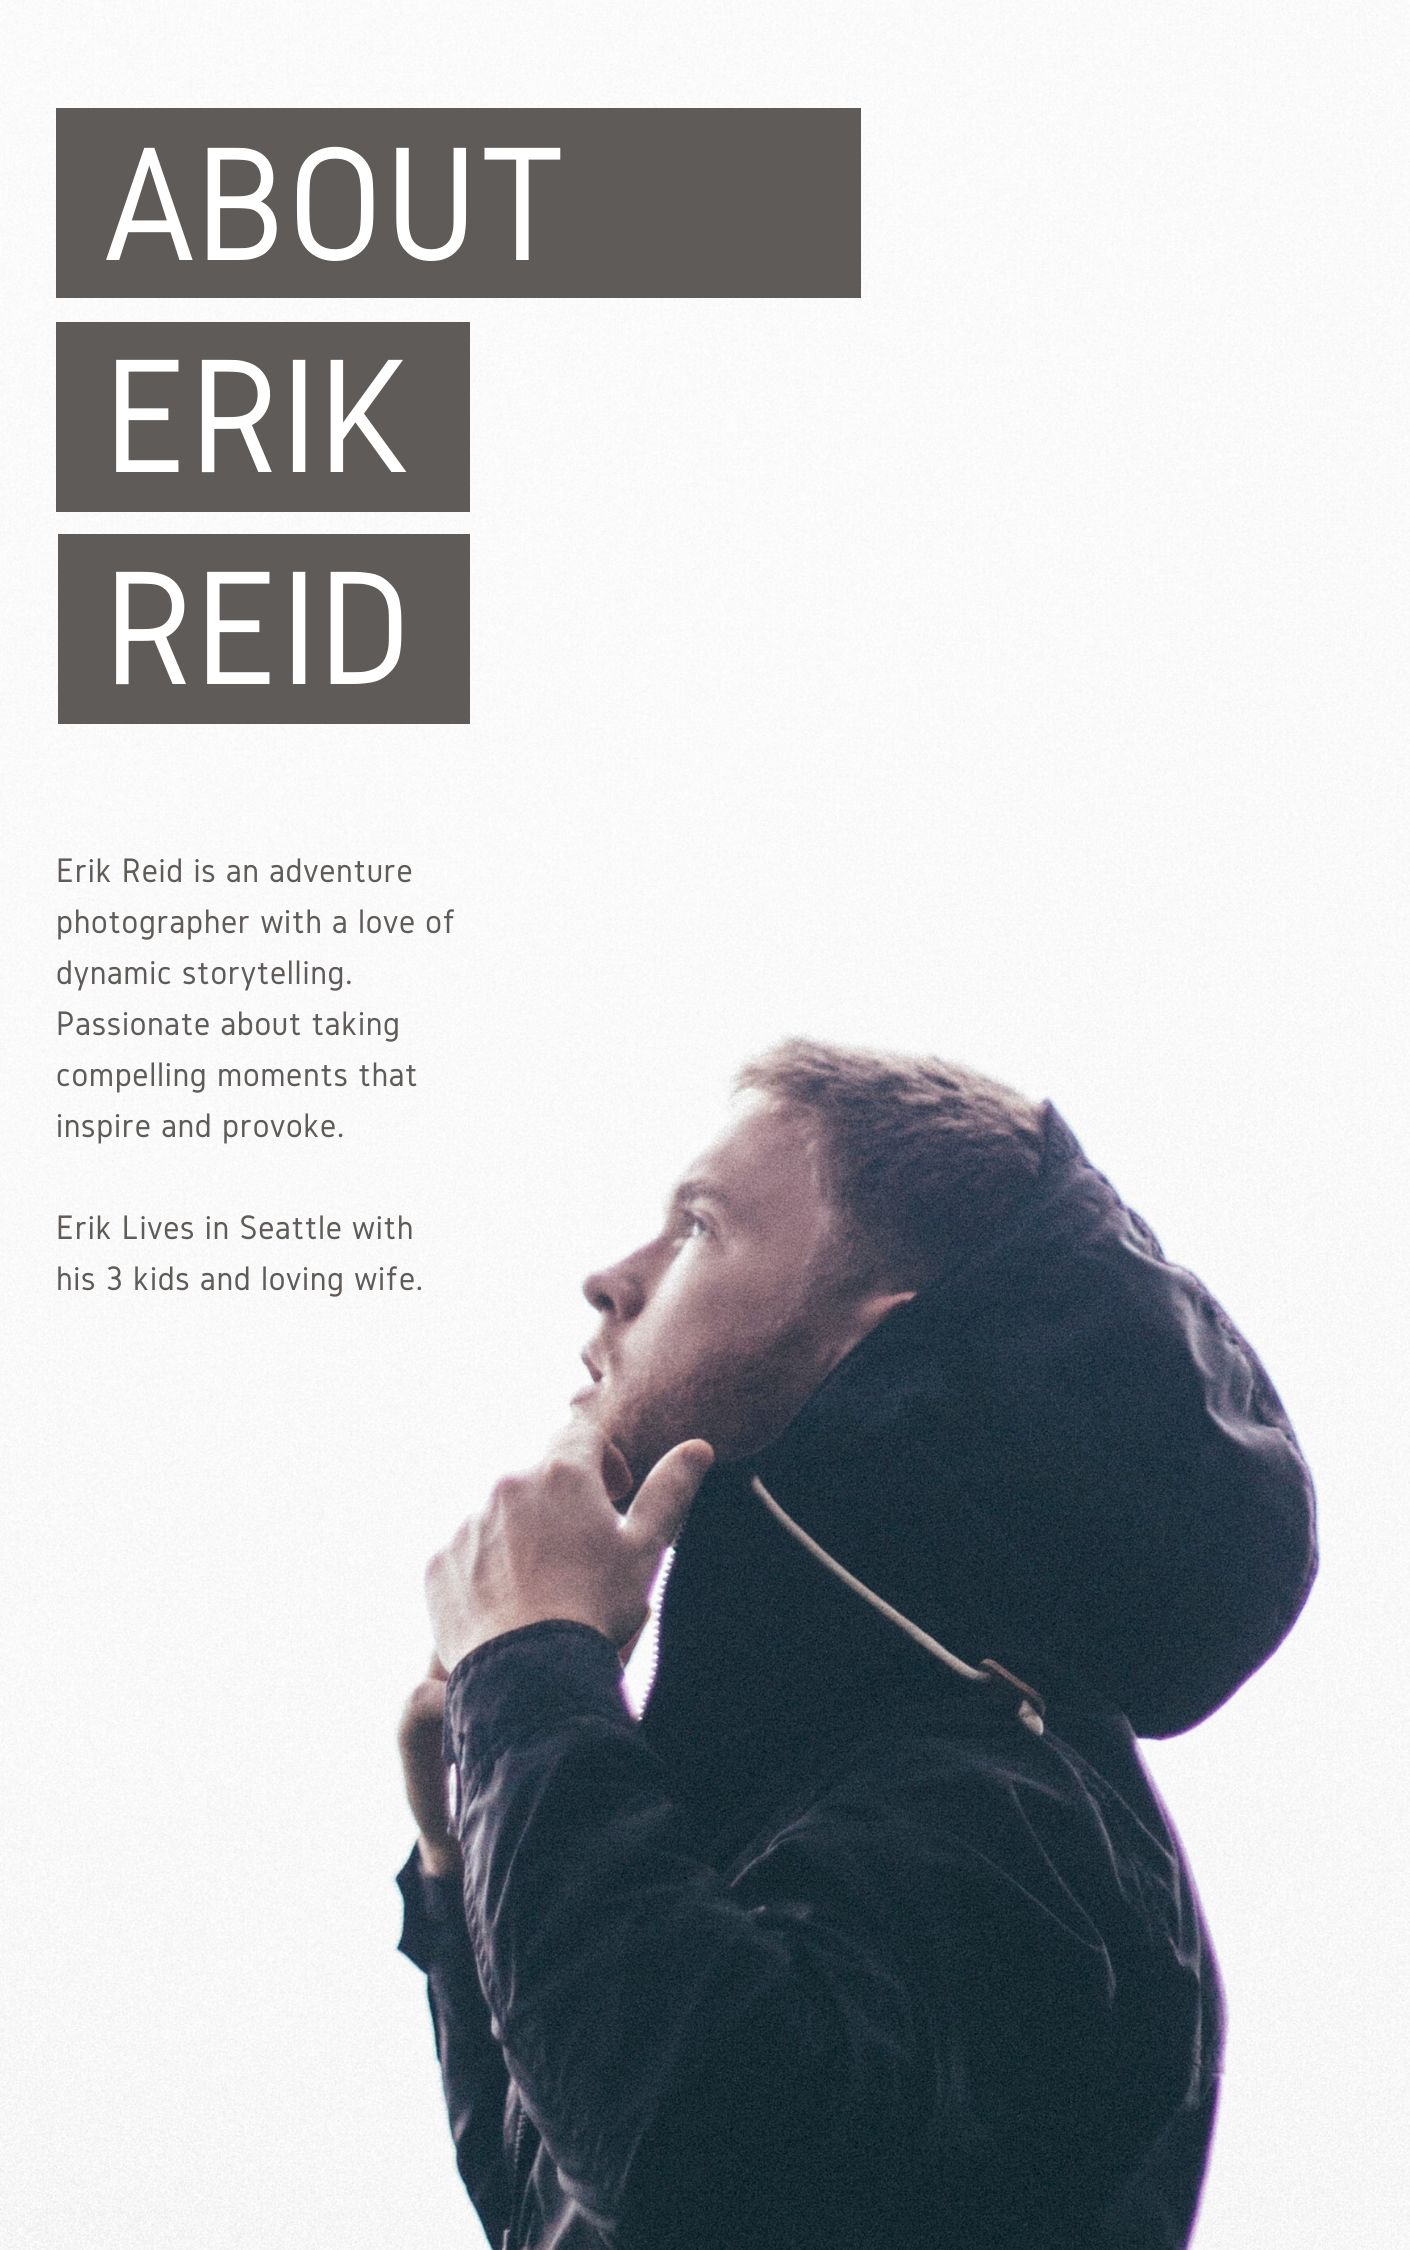 ABOUT
ERIK
REID
Erik Reid is an adventure
photographer with a love of
dynamic storytelling.
Passionate about taking
compelling moments that
inspire and provoke.
Erik Lives in Seattle with
his 3 kids and loving wife.